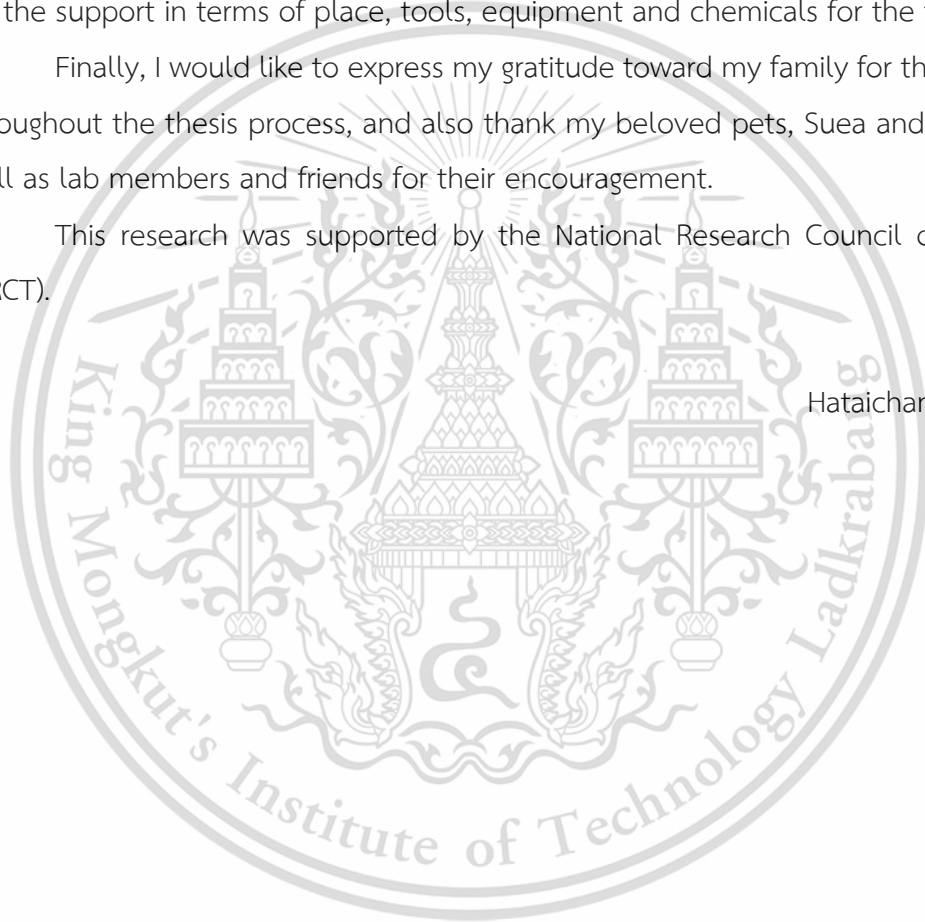 the support in terms of place, tools, equipment and chemicals for the
Finally, I would like to express my gratitude toward my family for
oughout the thesis process, and also thank my beloved pets, Suea and
ll as lab members and friends for their encouragement.
This research was supported by the National Research Council
RCT).
Hataichan
King Mongkut's Institute of Technology Ladkrabang